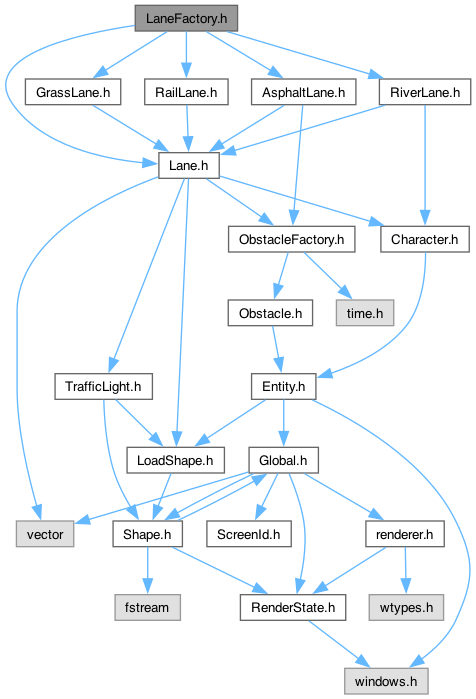 LaneFactory.h
GrassLane.h
RailLane.h
AsphaltLane.h
RiverLane.h
Lane.h
ObstacleFactory.h
Character.h
Obstacle.h
time.h
TrafficLight.h
Entity.h
LoadShape.h
Global.h
vector
Shape.h
ScreenId.h
renderer.h
fstream
RenderState.h
wtypes.h
windows.h